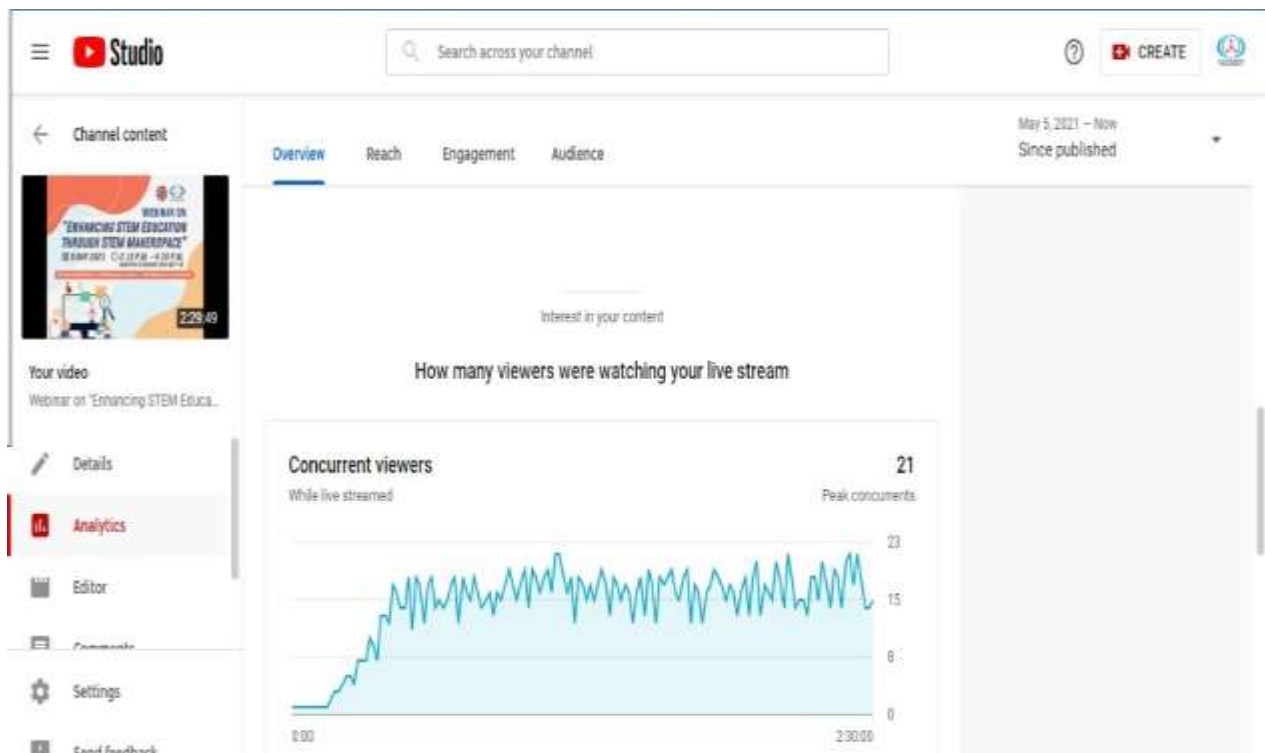 Studio
Search across your channel
CREATE
Channel content
WEBINAR ON
"ENHANCING STEM EDUCATION
THROUGH STEM MAKERSPACE"
2:29:49
Your video
Webinar on "Enhancing STEM Educa...
Details
Analytics
Editor
Comments
Settings
Send feedback
Overview Reach Engagement Audience
May 5, 2021 – Now
Since published
Interest in your content
How many viewers were watching your live stream
Concurrent viewers
While live streamed
21
Peak concurrents
23
15
8
0
0:00
2:30:00